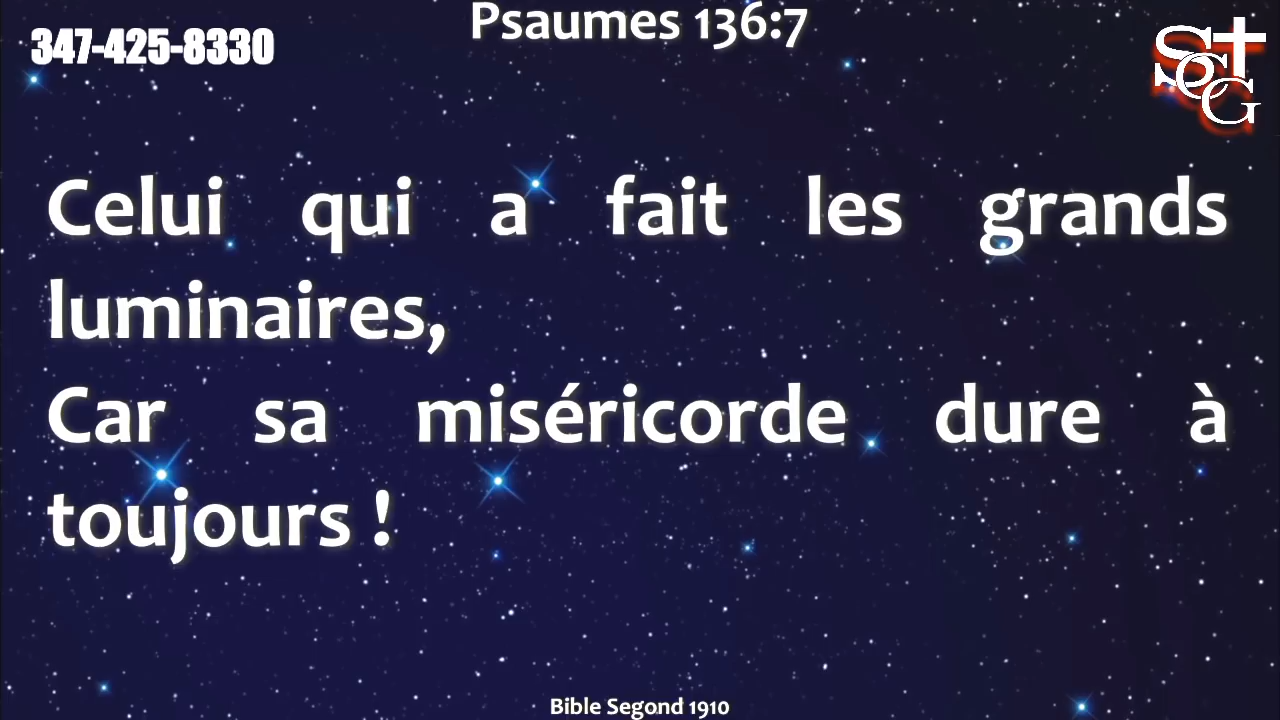 Psaumes 136:7
347-425-8330
SOCG
Celui qui a fait les grands
luminaires,
Car sa miséricorde dure à
toujours !
Bible Segond 1910